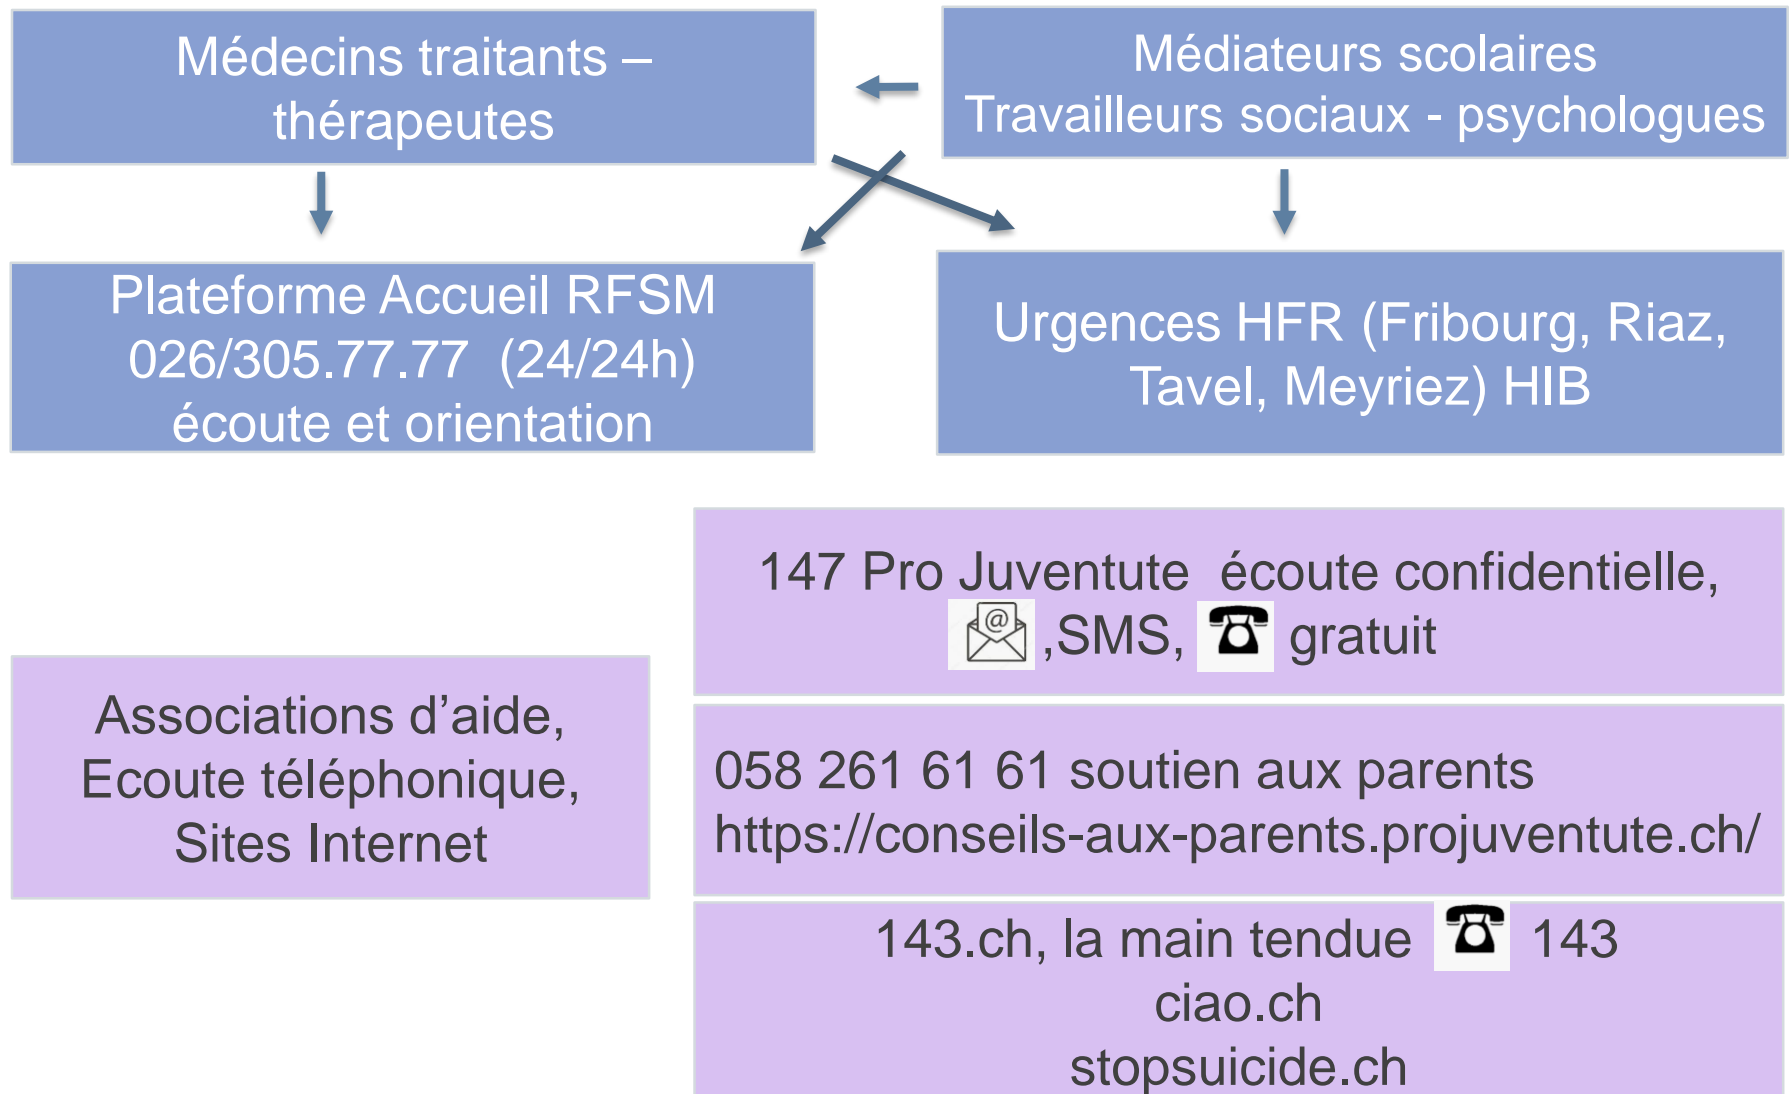 Médecins traitants –
thérapeutes
Médiateurs scolaires
Travailleurs sociaux - psychologues
Plateforme Accueil RFSM
026/305.77.77 (24/24h)
écoute et orientation
Urgences HFR (Fribourg, Riaz,
Tavel, Meyriez) HIB
Associations d’aide,
Ecoute téléphonique,
Sites Internet
147 Pro Juventute écoute confidentielle,
@ ,SMS, gratuit
058 261 61 61 soutien aux parents
https://conseils-aux-parents.projuventute.ch/
143.ch, la main tendue 143
ciao.ch
stopsuicide.ch